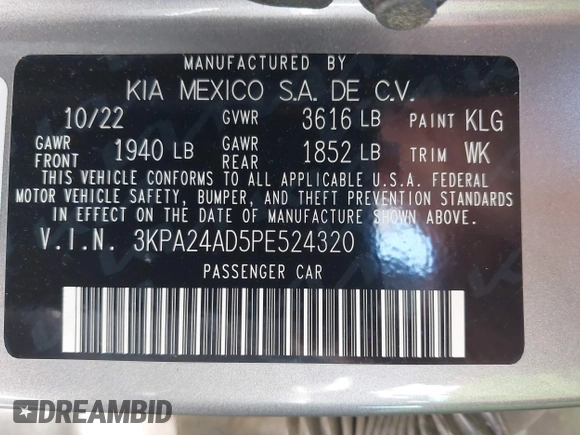 MANUFACTURED BY
KIA MEXICO S.A. DE C.V.
10/22 GVWR 3616 LB PAINT KLG
GAWR FRONT 1940 LB GAWR REAR 1852 LB TRIM WK
THIS VEHICLE CONFORMS TO ALL APPLICABLE U.S.A. FEDERAL
MOTOR VEHICLE SAFETY, BUMPER, AND THEFT PREVENTION STANDARDS
IN EFFECT ON THE DATE OF MANUFACTURE SHOWN ABOVE.
V.I.N. 3KPA24AD5PE524320
PASSENGER CAR
DREAMBID